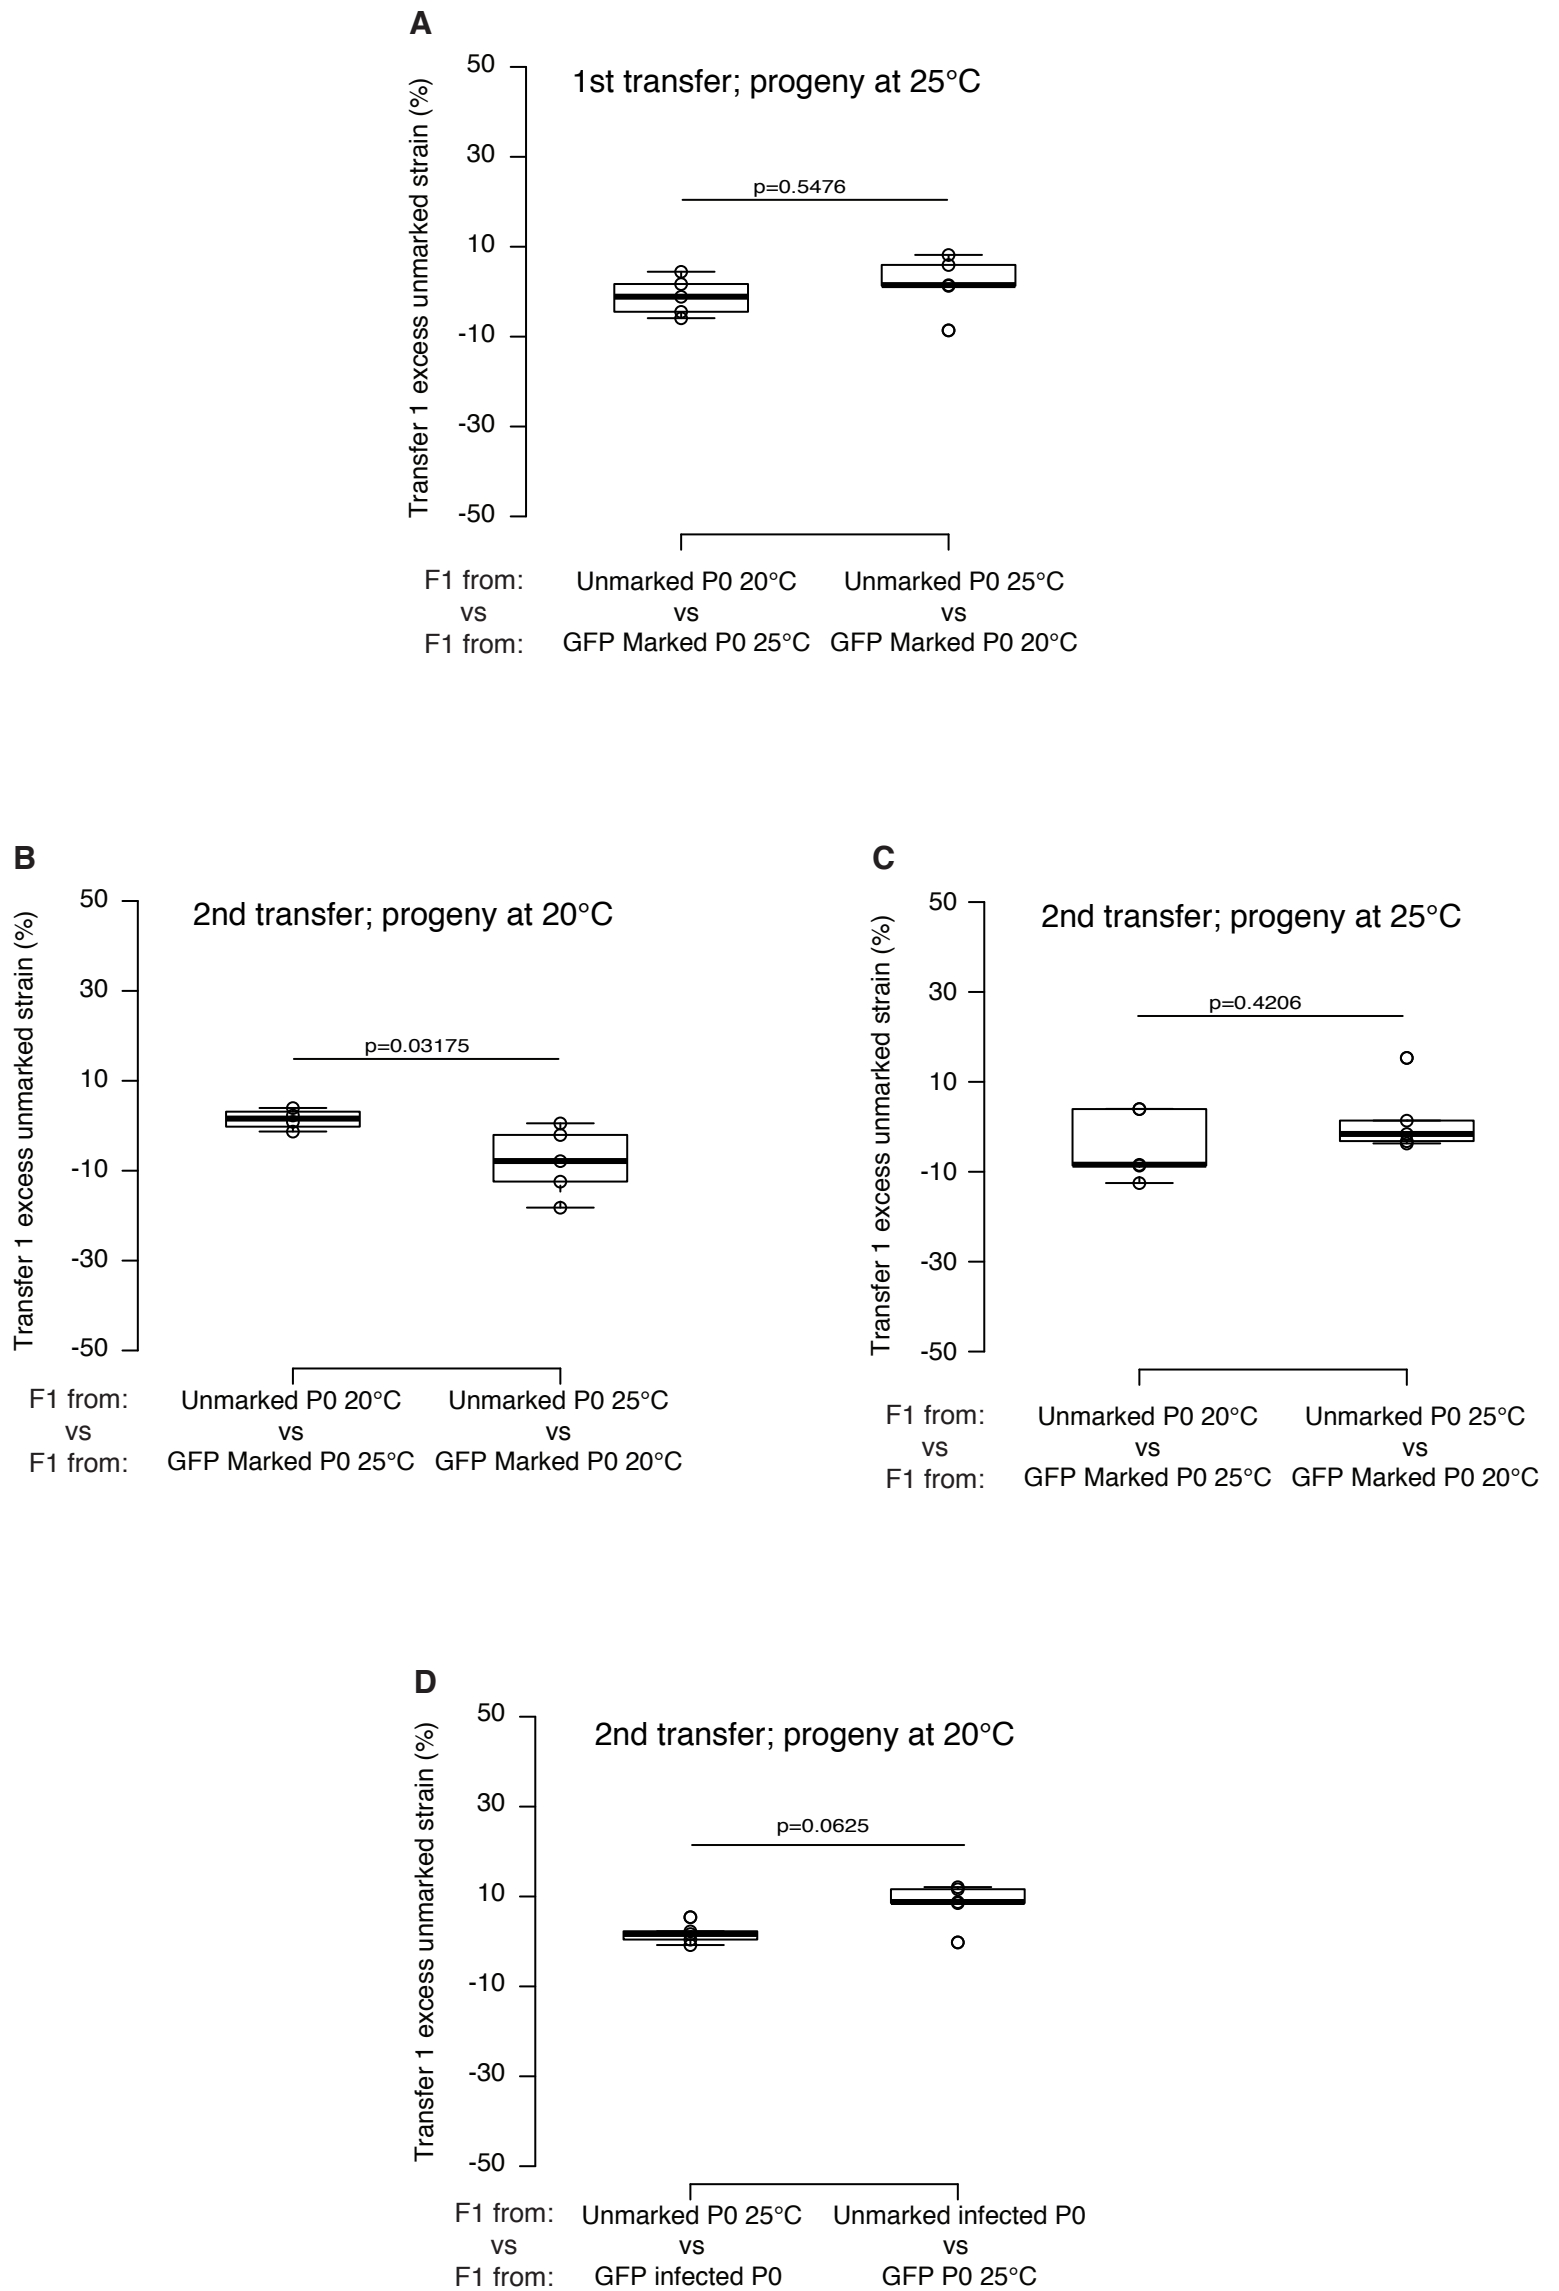 A
1st transfer; progeny at 25°C
Transfer 1 excess unmarked strain (%)
50
30
10
-10
-30
-50
p=0.5476
F1 from: Unmarked P0 20°C Unmarked P0 25°C
vs vs vs
F1 from: GFP Marked P0 25°C GFP Marked P0 20°C
B
2nd transfer; progeny at 20°C
Transfer 1 excess unmarked strain (%)
50
30
10
-10
-30
-50
p=0.03175
F1 from: Unmarked P0 20°C Unmarked P0 25°C
vs vs vs
F1 from: GFP Marked P0 25°C GFP Marked P0 20°C
C
2nd transfer; progeny at 25°C
Transfer 1 excess unmarked strain (%)
50
30
10
-10
-30
-50
p=0.4206
F1 from: Unmarked P0 20°C Unmarked P0 25°C
vs vs vs
F1 from: GFP Marked P0 25°C GFP Marked P0 20°C
D
2nd transfer; progeny at 20°C
Transfer 1 excess unmarked strain (%)
50
30
10
-10
-30
-50
p=0.0625
F1 from: Unmarked P0 25°C Unmarked infected P0
vs vs vs
F1 from: GFP infected P0 GFP P0 25°C